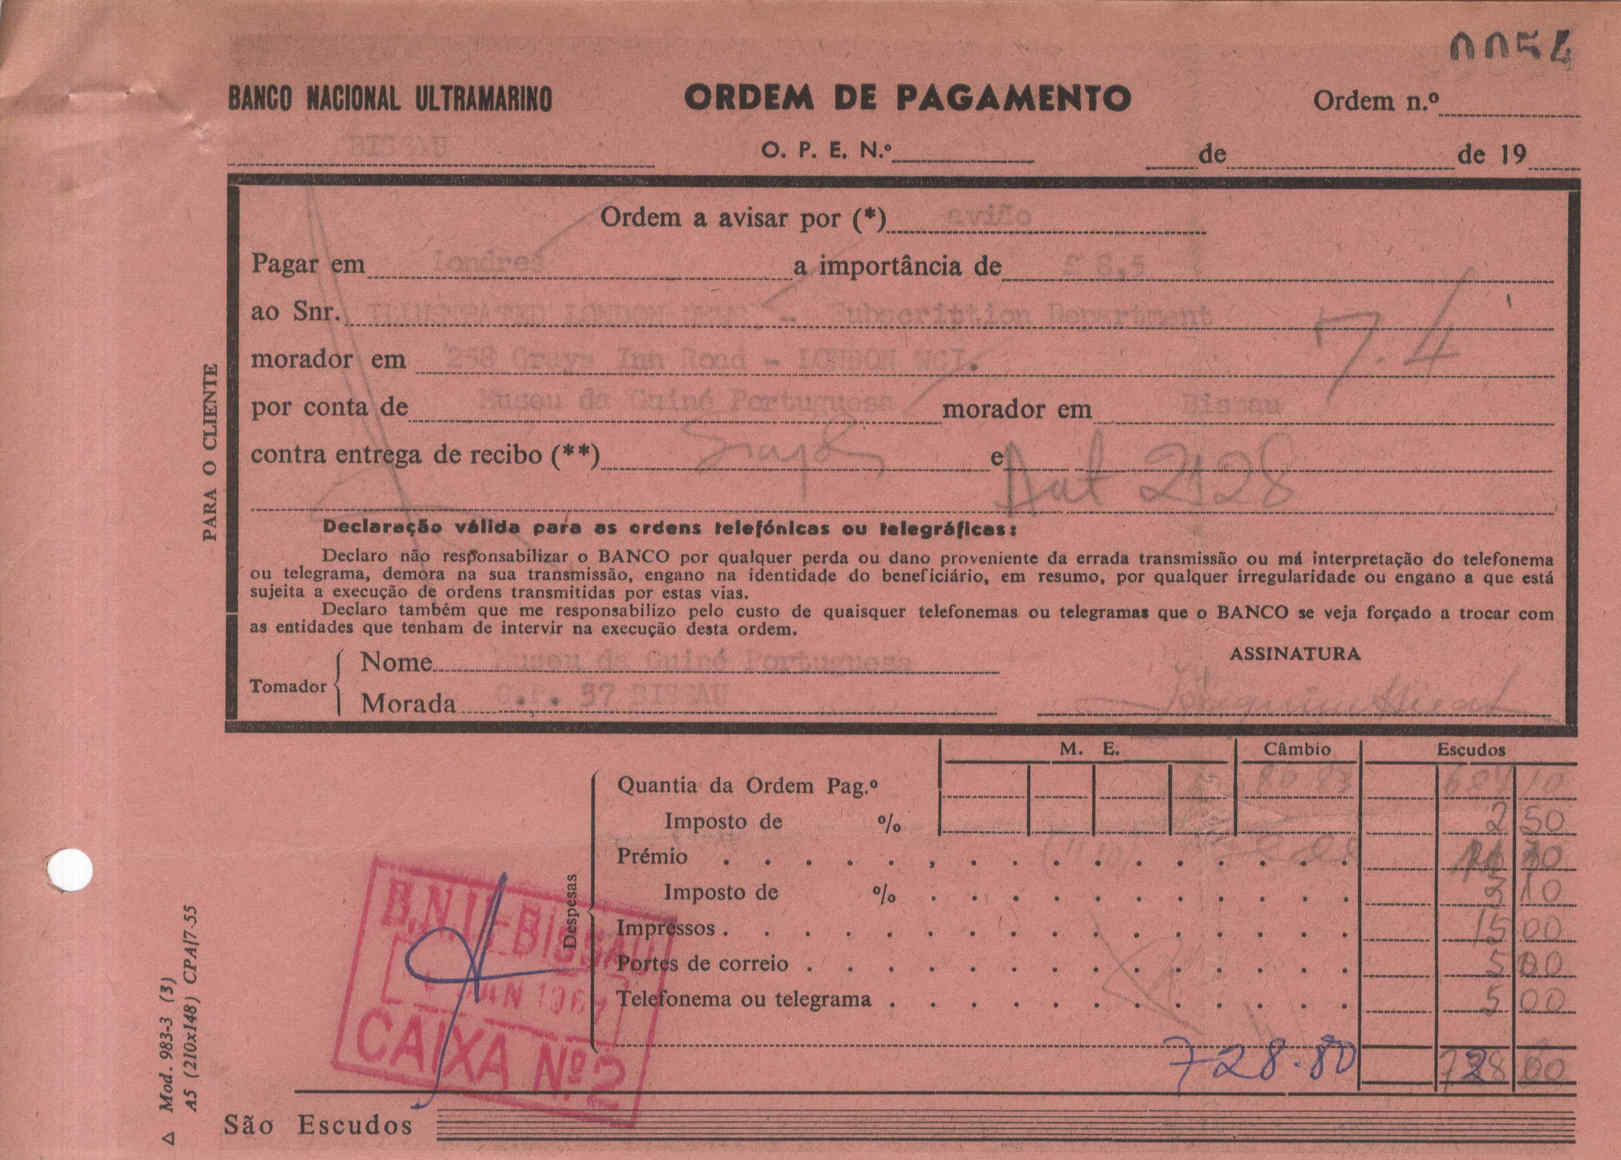 0054
BANCO NACIONAL ULTRAMARINO ORDEM DE PAGAMENTO Ordem n.º
BISSAU O. P. E. N.º de de 19
Ordem a avisar por (*) avião
Pagar em Londres a importância de £ 8,5
ao Snr. ILLUSTRATED LONDON NEWS, - Subscrittion Department
7.4
morador em 258 Grays Inn Road - LONDON WCI.
por conta de Museu da Guiné Portuguesa morador em Bissau
contra entrega de recibo (**) e Aut 2128
Declaração válida para as ordens telefónicas ou telegráficas:
Declaro não responsabilizar o BANCO por qualquer perda ou dano proveniente da errada transmissão ou má interpretação do telefonema
ou telegrama, demora na sua transmissão, engano na identidade do beneficiário, em resumo, por qualquer irregularidade ou engano a que está
sujeita a execução de ordens transmitidas por estas vias.
Declaro também que me responsabilizo pelo custo de quaisquer telefonemas ou telegramas que o BANCO se veja forçado a trocar com
as entidades que tenham de intervir na execução desta ordem.
Tomador
Nome Museu da Guiné Portuguesa
Morada C.P. 37 BISSAU
ASSINATURA
PARA O CLIENTE
M. E. Câmbio Escudos
Despesas
Quantia da Ordem Pag.º
Imposto de % 2 50
Prémio
Imposto de % 3 10
Impressos 15 00
Portes de correio 5 00
Telefonema ou telegrama 5 00
728.80
São Escudos
B.N.U.-BISSAU
JAN 1967
CAIXA Nº2
Mod. 983-3 (3)
A5 (210x148) CPA/7 55